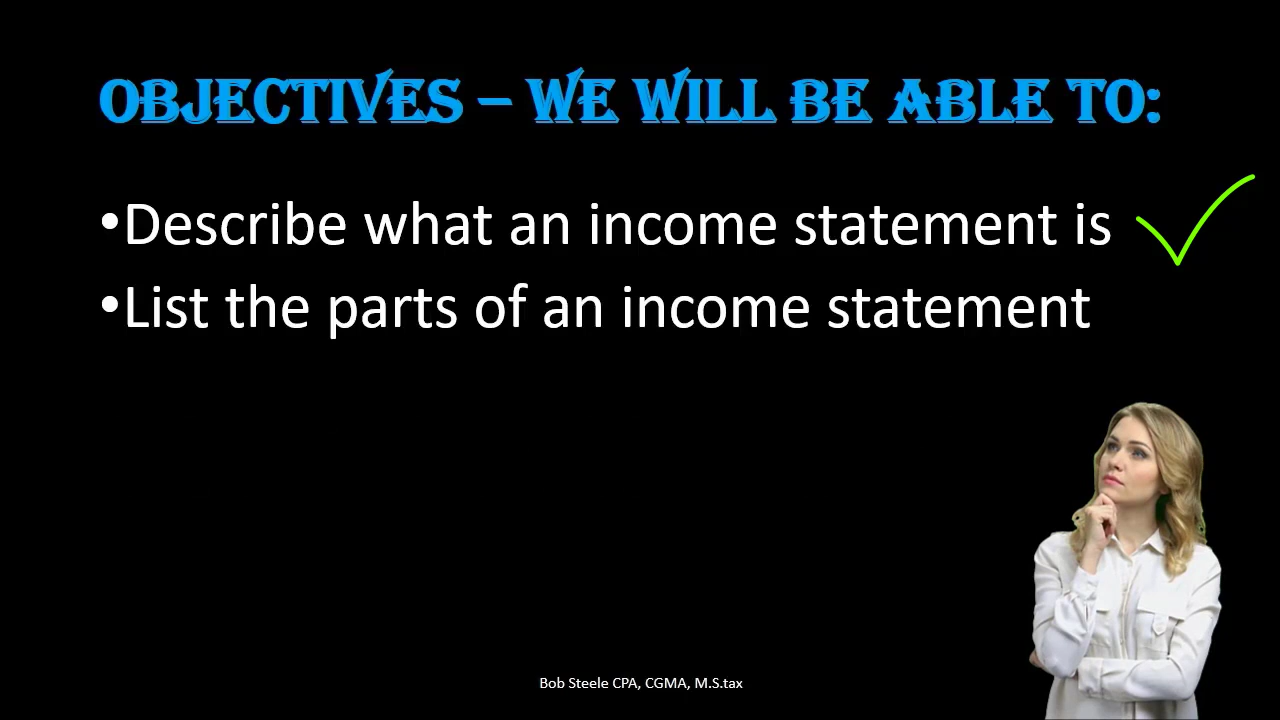 OBJECTIVES – WE WILL BE ABLE TO:
•Describe what an income statement is
•List the parts of an income statement
Bob Steele CPA, CGMA, M.S.tax